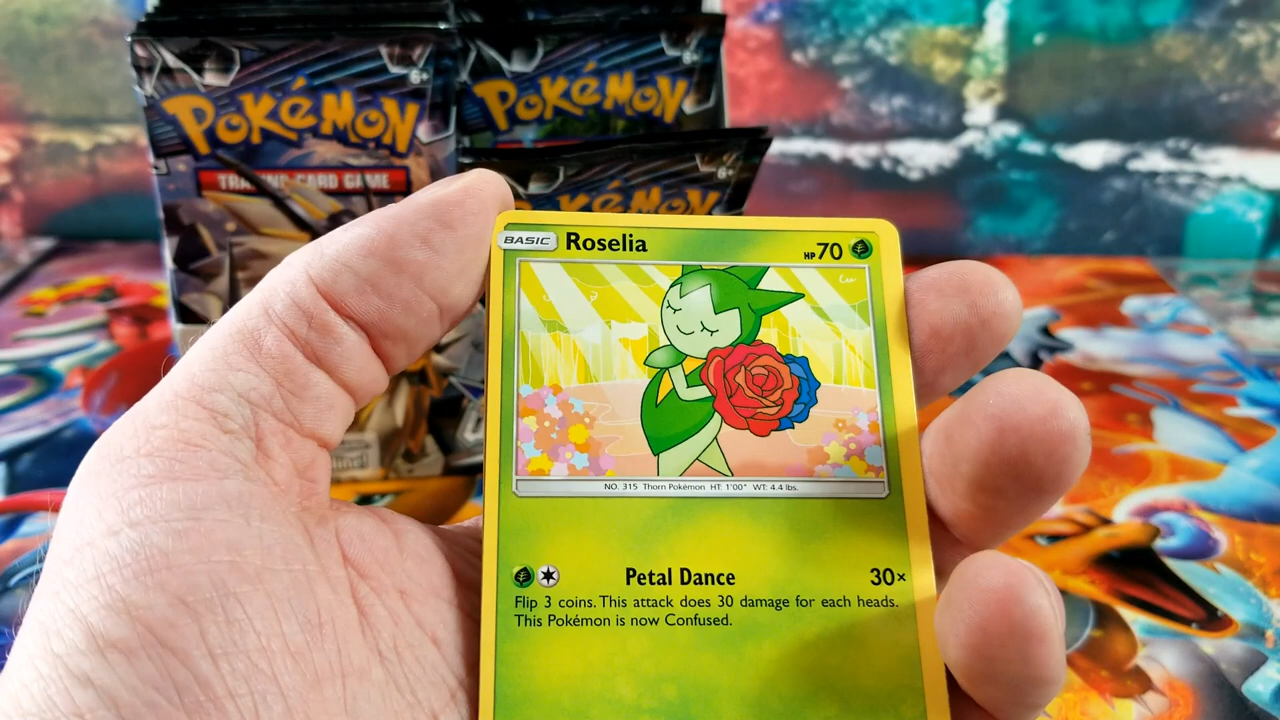 Pokémon
6+
TRADING CARD GAME
Pokémon
6+
Pokémon
6+
BASIC Roselia HP 70
NO. 315 Thorn Pokémon HT: 1'00" WT: 4.4 lbs.
Petal Dance 30×
Flip 3 coins. This attack does 30 damage for each heads.
This Pokémon is now Confused.